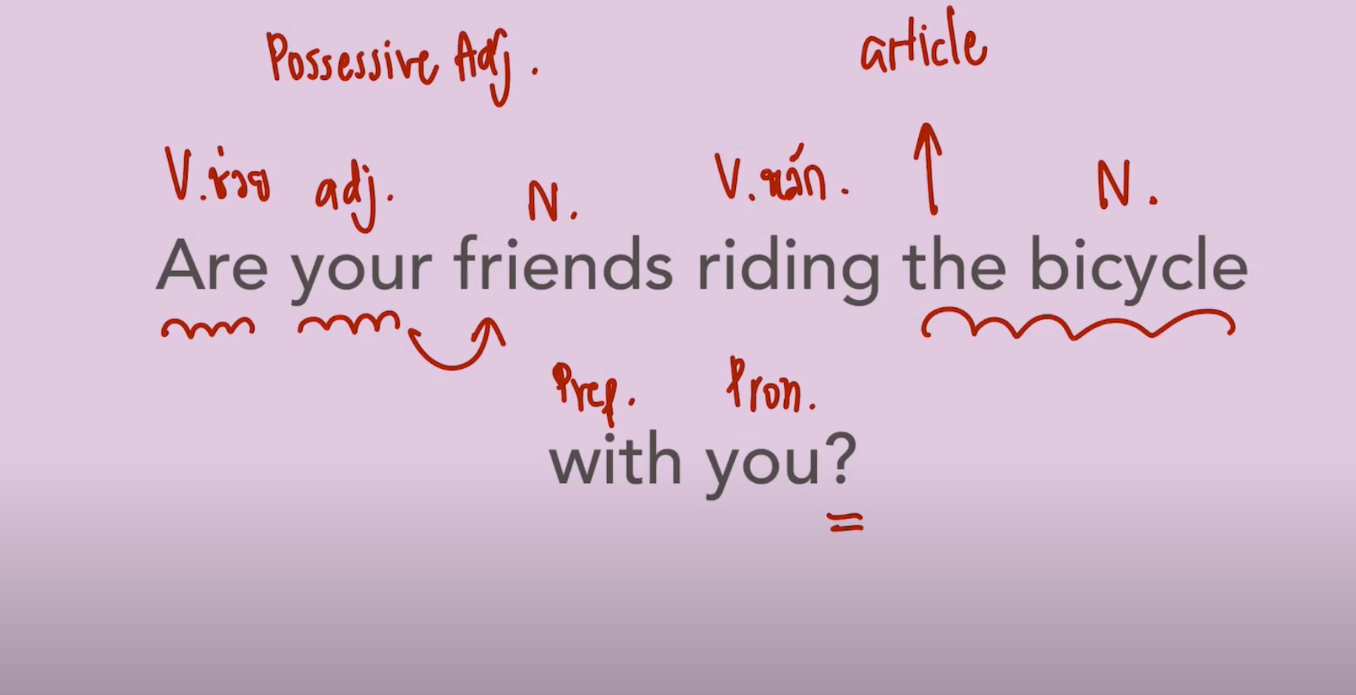 Possessive Adj. article
V.ช่วย adj. N. V.หลัก. N.
Are your friends riding the bicycle
Prep. Pron.
with you?